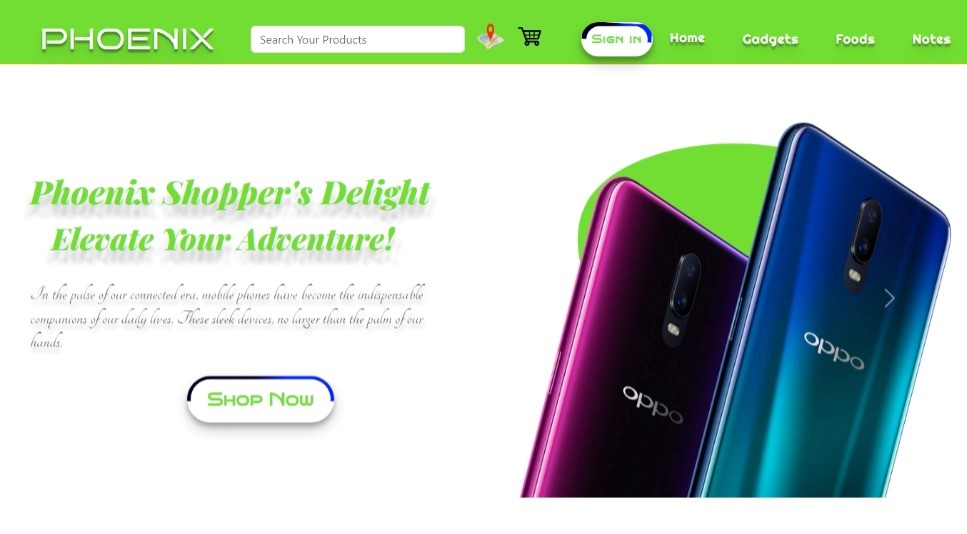 PHOENIX
Search Your Products
Sign in
Home
Gadgets
Foods
Notes
Phoenix Shopper's Delight
Elevate Your Adventure!
In the pulse of our connected era, mobile phones have become the indispensable
companions of our daily lives. These sleek devices, no larger than the palm of our
hands.
Shop Now
oppo
oppo